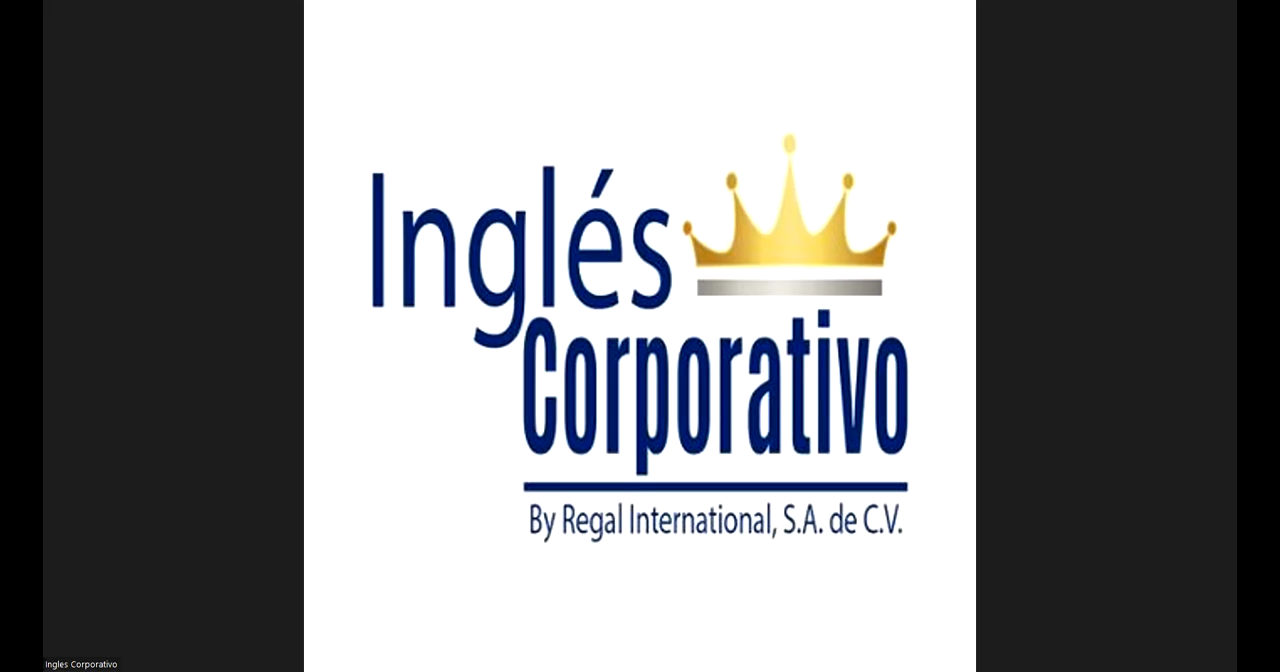 Inglés
Corporativo
By Regal International, S.A. de C.V.
Ingles Corporativo